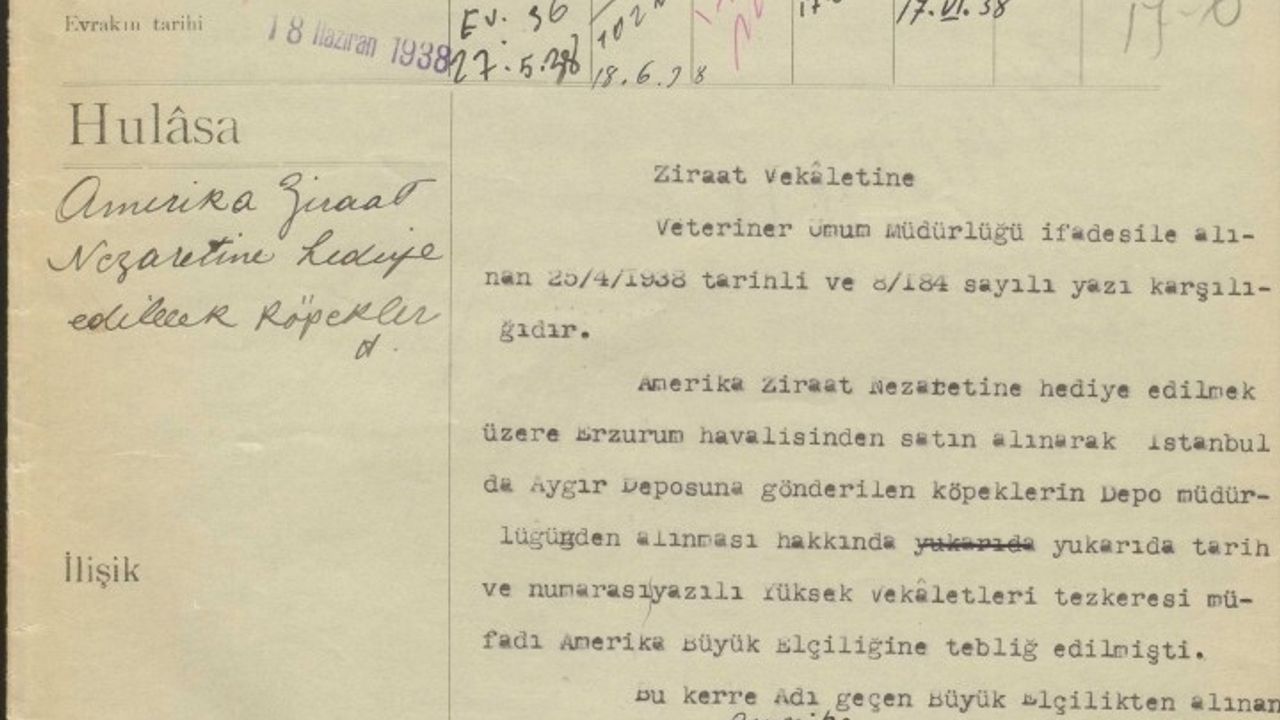 Evrakın tarihi
18 Haziran 1938
Ev. 36
27.5.38
18.6.38
17.VI.38
Hulâsa
Amerika Ziraat
Nezaretine hediye
edilecek köpekler
İlişik
Ziraat Vekâletine
Veteriner Umum Müdürlüğü ifadesile alı-
nan 25/4/1938 tarihli ve 8/184 sayılı yazı karşılı-
ğıdır.
Amerika Ziraat Nezaretine hediye edilmek
üzere Erzurum havalisinden satın alınarak İstanbul
da Aygır Deposuna gönderilen köpeklerin Depo müdür-
lüğünden alınması hakkında yukarıda yukarıda tarih
ve numarası yazılı Yüksek Vekâletleri tezkeresi mü-
fadı Amerika Büyük Elçiliğine tebliğ edilmişti.
Bu kerre Adı geçen Büyük Elçilikten alınan